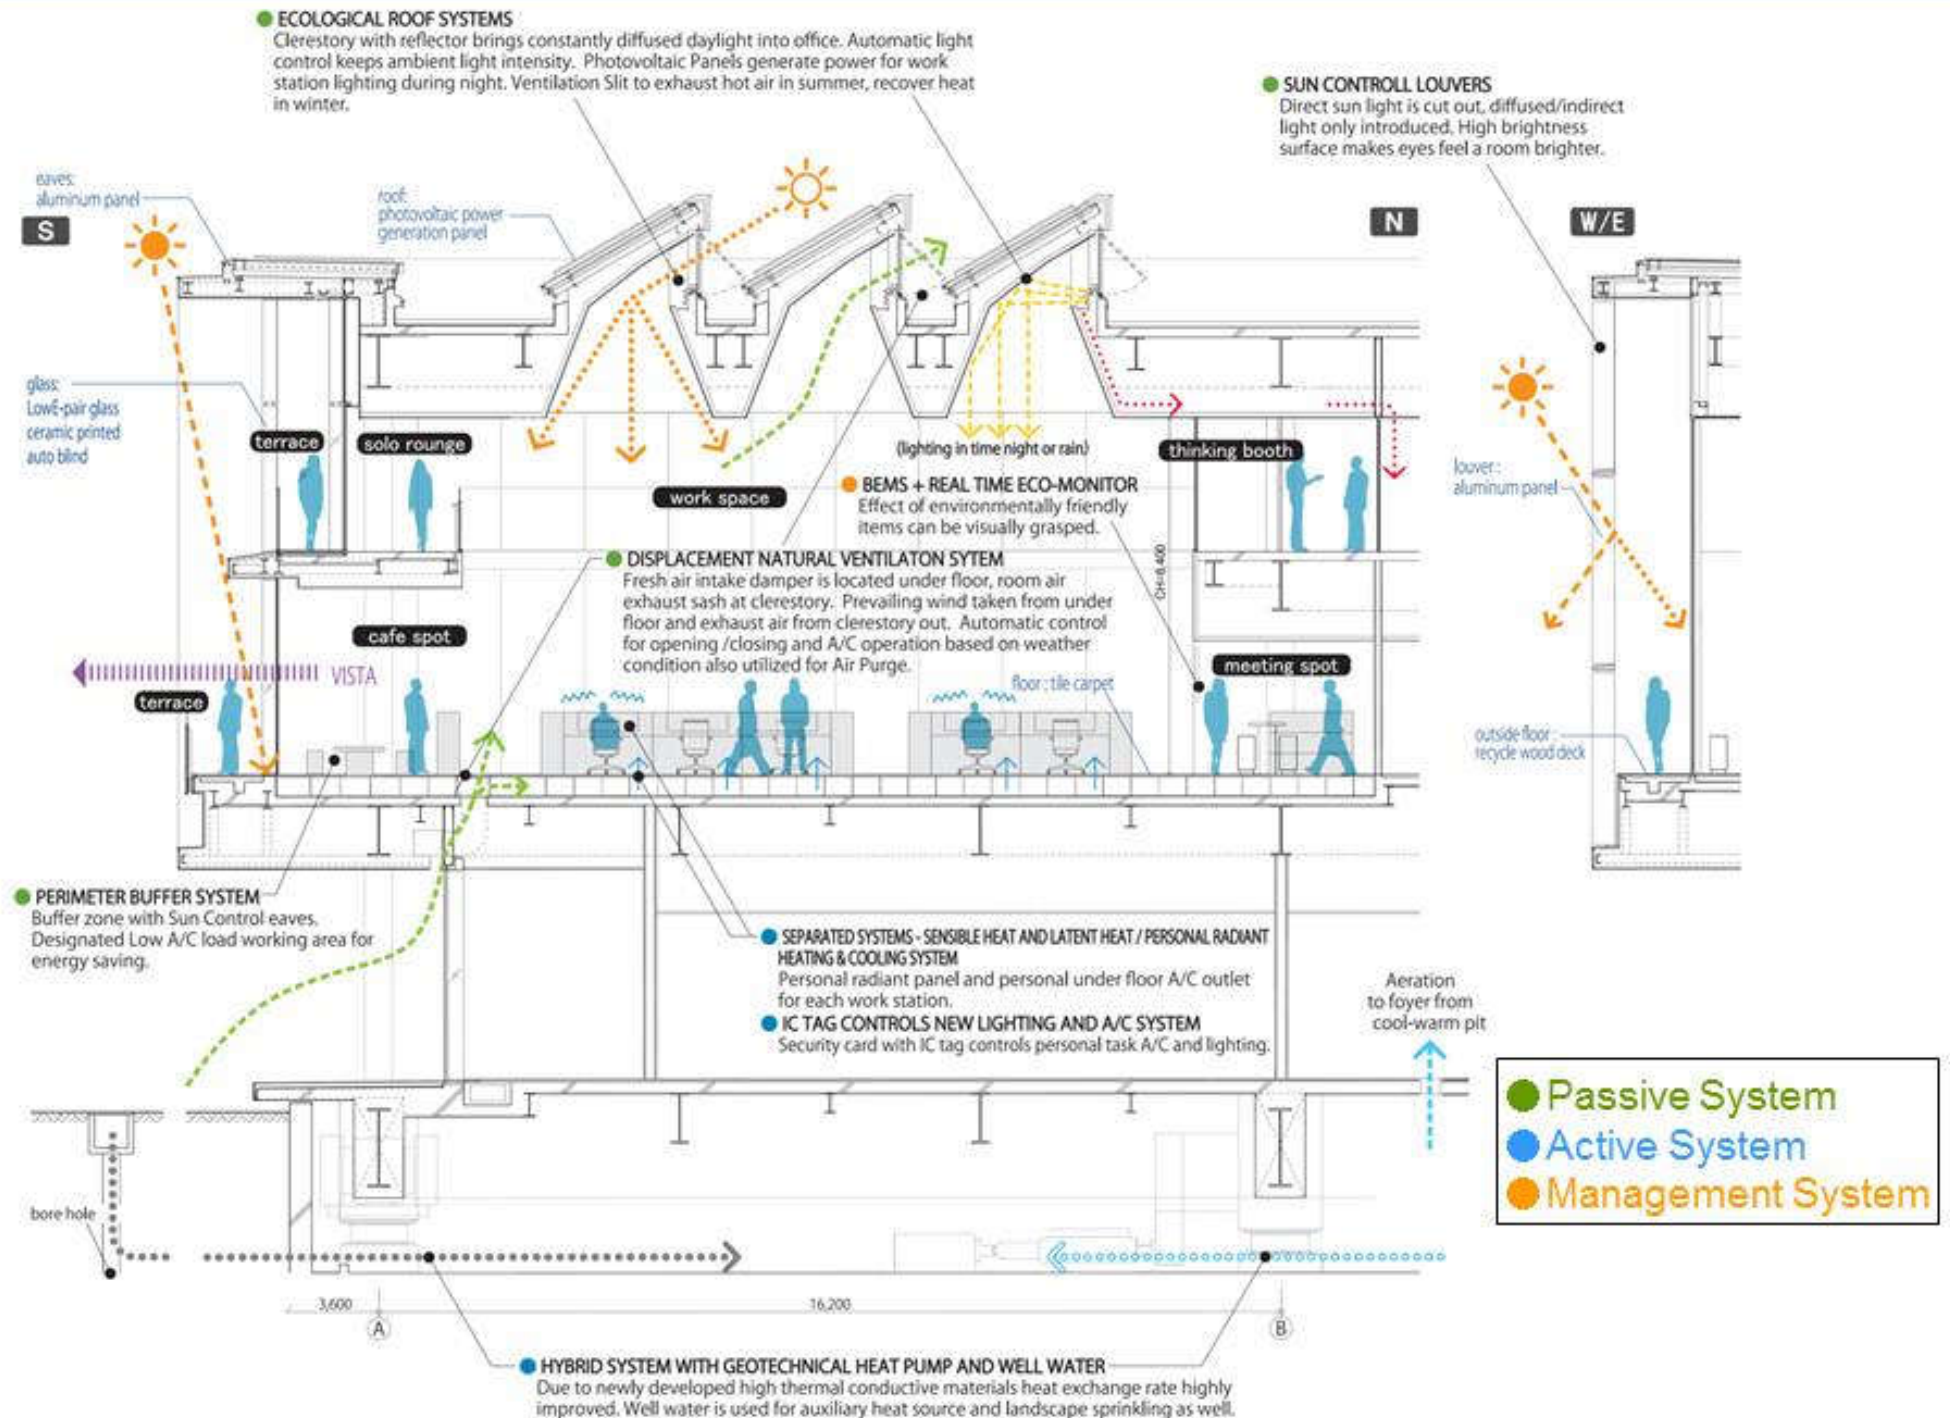 ECOLOGICAL ROOF SYSTEMS
Clerestory with reflector brings constantly diffused daylight into office. Automatic light
control keeps ambient light intensity. Photovoltaic Panels generate power for work
station lighting during night. Ventilation Slit to exhaust hot air in summer, recover heat
in winter.
SUN CONTROLL LOUVERS
Direct sun light is cut out, diffused/indirect
light only introduced. High brightness
surface makes eyes feel a room brighter.
eaves:
aluminum panel
roof:
photovoltaic power
generation panel
S
N
W/E
glass:
LowE-pair glass
ceramic printed
auto blind
terrace
solo rounge
work space
(lighting in time night or rain)
thinking booth
BEMS + REAL TIME ECO-MONITOR
Effect of environmentally friendly
items can be visually grasped.
louver :
aluminum panel
DISPLACEMENT NATURAL VENTILATON SYTEM
Fresh air intake damper is located under floor, room air
exhaust sash at clerestory. Prevailing wind taken from under
floor and exhaust air from clerestory out. Automatic control
for opening /closing and A/C operation based on weather
condition also utilized for Air Purge.
CH=6,400
cafe spot
VISTA
terrace
floor : tile carpet
meeting spot
outside floor :
recycle wood deck
PERIMETER BUFFER SYSTEM
Buffer zone with Sun Control eaves.
Designated Low A/C load working area for
energy saving.
SEPARATED SYSTEMS - SENSIBLE HEAT AND LATENT HEAT / PERSONAL RADIANT
HEATING & COOLING SYSTEM
Personal radiant panel and personal under floor A/C outlet
for each work station.
IC TAG CONTROLS NEW LIGHTING AND A/C SYSTEM
Security card with IC tag controls personal task A/C and lighting.
Aeration
to foyer from
cool-warm pit
Passive System
Active System
Management System
bore hole
3,600
16,200
A
B
HYBRID SYSTEM WITH GEOTECHNICAL HEAT PUMP AND WELL WATER
Due to newly developed high thermal conductive materials heat exchange rate highly
improved. Well water is used for auxiliary heat source and landscape sprinkling as well.